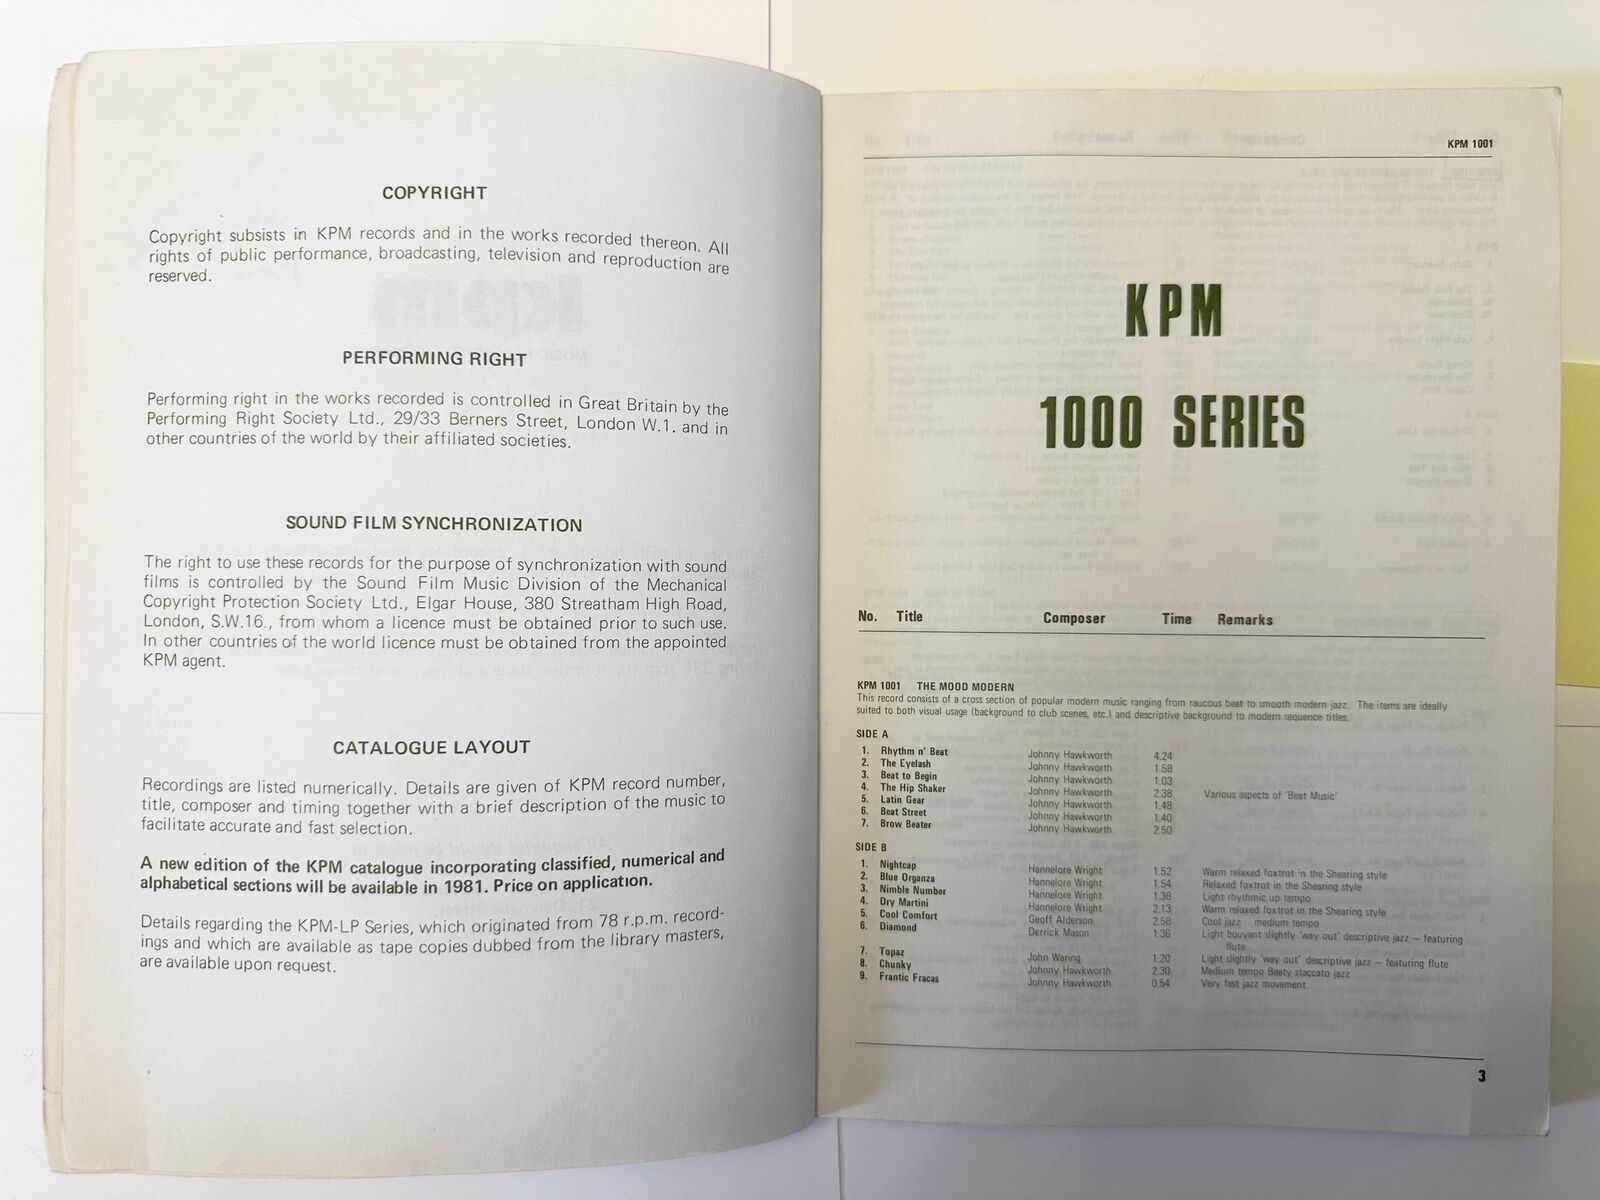 COPYRIGHT
Copyright subsists in KPM records and in the works recorded thereon. All
rights of public performance, broadcasting, television and reproduction are
reserved.
PERFORMING RIGHT
Performing right in the works recorded is controlled in Great Britain by the
Performing Right Society Ltd., 29/33 Berners Street, London W.1. and in
other countries of the world by their affiliated societies.
SOUND FILM SYNCHRONIZATION
The right to use these records for the purpose of synchronization with sound
films is controlled by the Sound Film Music Division of the Mechanical
Copyright Protection Society Ltd., Elgar House, 380 Streatham High Road,
London, S.W.16., from whom a licence must be obtained prior to such use.
In other countries of the world licence must be obtained from the appointed
KPM agent.
CATALOGUE LAYOUT
Recordings are listed numerically. Details are given of KPM record number,
title, composer and timing together with a brief description of the music to
facilitate accurate and fast selection.
A new edition of the KPM catalogue incorporating classified, numerical and
alphabetical sections will be available in 1981. Price on application.
Details regarding the KPM-LP Series, which originated from 78 r.p.m. record-
ings and which are available as tape copies dubbed from the library masters,
are available upon request.
KPM 1001
KPM
1000 SERIES
No. Title Composer Time Remarks
KPM 1001 THE MOOD MODERN
This record consists of a cross section of popular modern music ranging from raucous beat to smooth modern jazz. The items are ideally
suited to both visual usage (background to club scenes, etc.) and descriptive background to modern sequence titles.
SIDE A
1. Rhythm n' Beat Johnny Hawkworth 4.24
2. The Eyelash Johnny Hawkworth 1.58
3. Beat to Begin Johnny Hawkworth 1.03
4. The Hip Shaker Johnny Hawkworth 2.38 Various aspects of 'Beat Music'
5. Latin Gear Johnny Hawkworth 1.48
6. Beat Street Johnny Hawkworth 1.40
7. Brow Beater Johnny Hawkworth 2.50
SIDE B
1. Nightcap Hannelore Wright 1.52 Warm relaxed foxtrot in the Shearing style
2. Blue Organza Hannelore Wright 1.54 Relaxed foxtrot in the Shearing style
3. Nimble Number Hannelore Wright 1.38 Light rhythmic up tempo
4. Dry Martini Hannelore Wright 2.13 Warm relaxed foxtrot in the Shearing style
5. Cool Comfort Geoff Alderson 2.58 Cool jazz medium tempo
6. Diamond Derrick Mason 1.36 Light bouyant slightly 'way out' descriptive jazz – featuring
flute
7. Topaz John Waring 1.20 Light slightly 'way out' descriptive jazz – featuring flute
8. Chunky Johnny Hawkworth 2.30 Medium tempo Beaty staccato jazz
9. Frantic Fracas Johnny Hawkworth 0.54 Very fast jazz movement
3